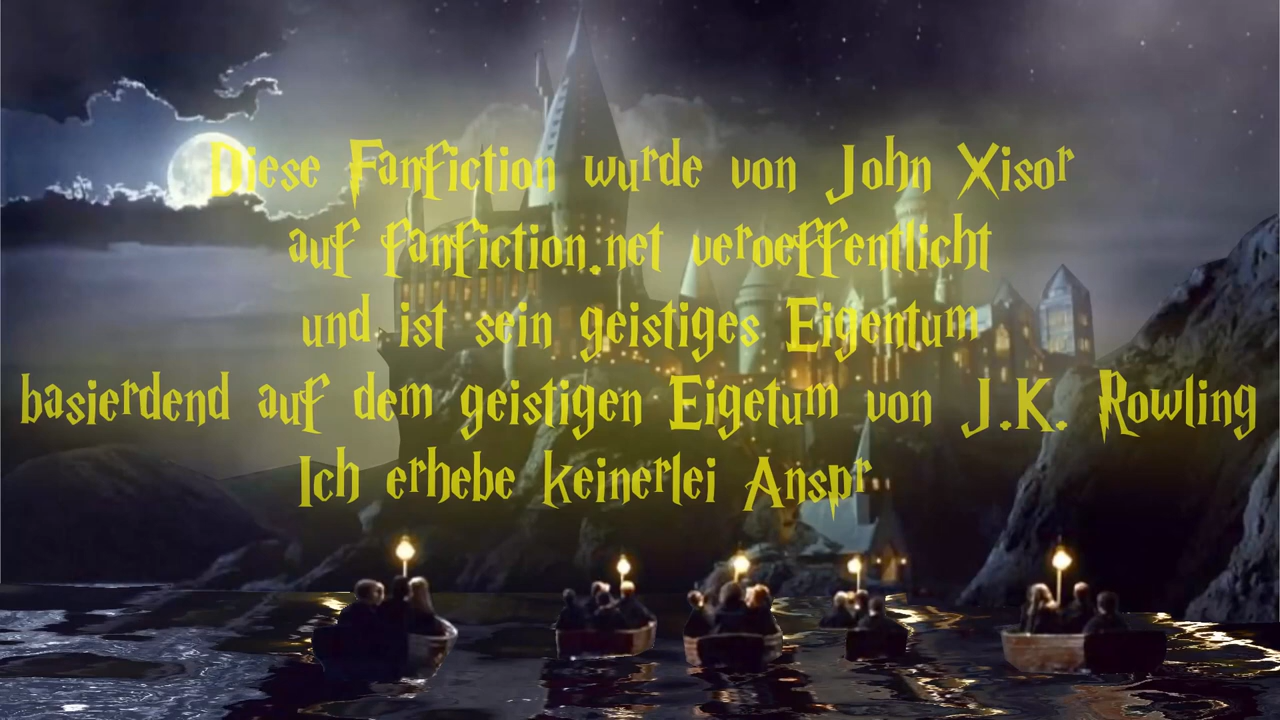 Diese Fanfiction wurde von John Xisor
auf fanfiction.net veroeffentlicht
und ist sein geistiges Eigentum
basierdend auf dem geistigen Eigetum von J.K. Rowling
Ich erhebe keinerlei Anspr